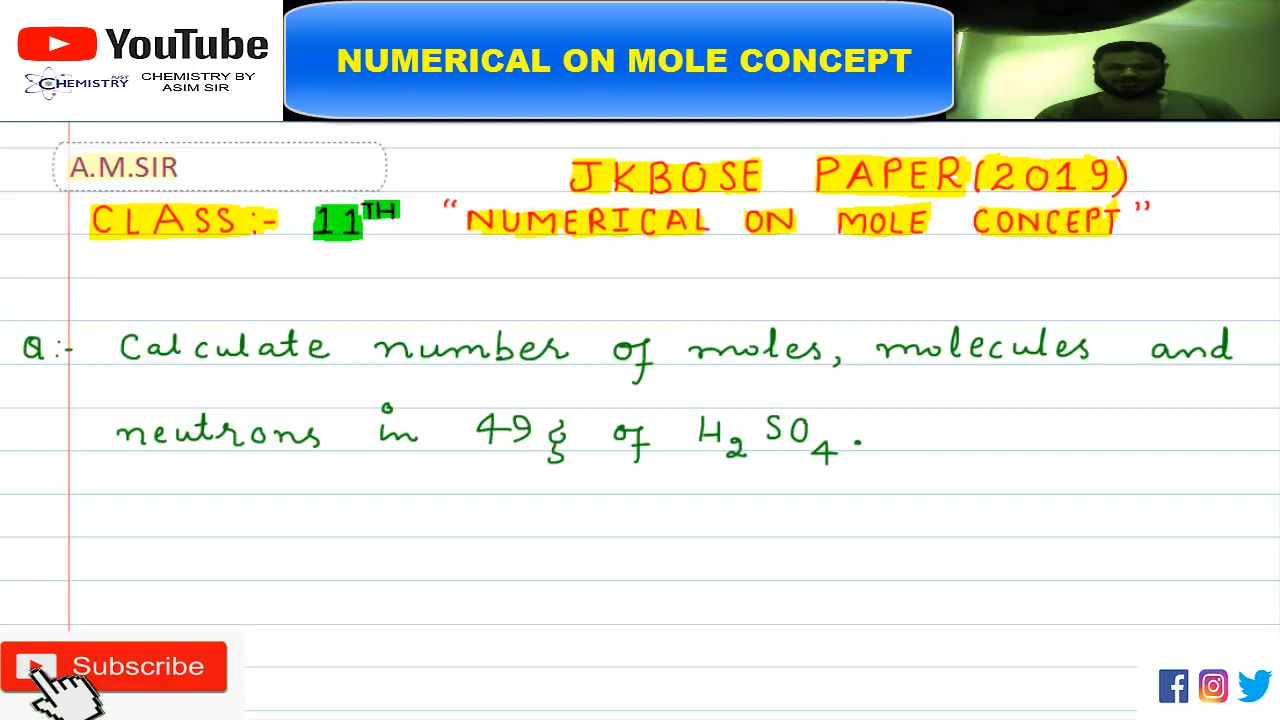 YouTube
NUMERICAL ON MOLE CONCEPT
JUST
CHEMISTRY
CHEMISTRY BY
ASIM SIR
A.M.SIR
JKBOSE PAPER (2019)
CLASS:- 11TH "NUMERICAL ON MOLE CONCEPT"
Q:- Calculate number of moles, molecules and
neutrons in 49g of H2SO4.
Subscribe